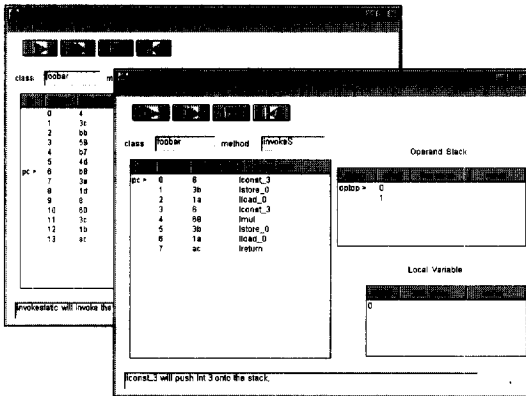 class foobar m
0 4
1 3c
2 bb
3 59
4 b7
5 4d
pc > 6 b8
7 3e
8 1d
9 8
10 60
11 3c
12 1b
13 ac
invokestatic will invoke the
class foobar method invokeS
pc > 0 6 iconst_3
1 3b istore_0
2 1a iload_0
3 6 iconst_3
4 68 imul
5 3b istore_0
6 1a iload_0
7 ac ireturn
Operand Stack
optop > 0
1
Local Variable
0
iconst_3 will push int 3 onto the stack.